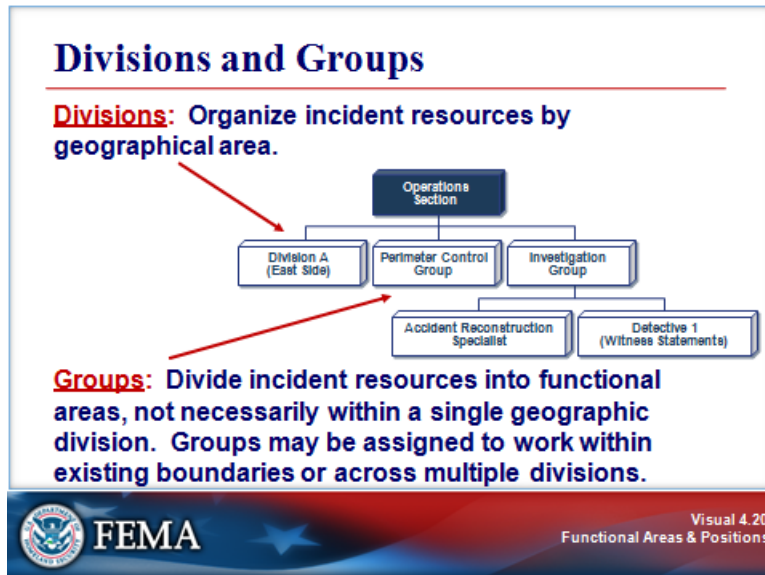 Divisions and Groups
Divisions: Organize incident resources by
geographical area.
Operations
Section
Division A
(East Side)
Perimeter Control
Group
Investigation
Group
Accident Reconstruction
Specialist
Detective 1
(Witness Statements)
Groups: Divide incident resources into functional
areas, not necessarily within a single geographic
division. Groups may be assigned to work within
existing boundaries or across multiple divisions.
FEMA
Visual 4.20
Functional Areas & Positions